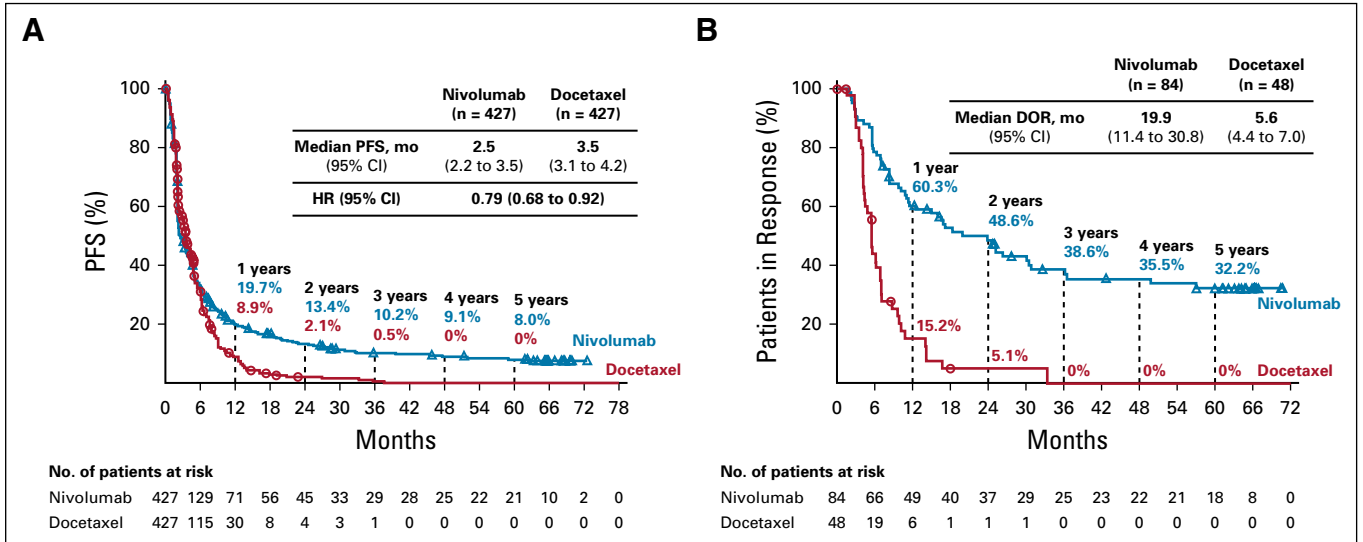 A
PFS (%)
100
80
60
40
20
Nivolumab Docetaxel
(n = 427) (n = 427)
Median PFS, mo 2.5 3.5
(95% CI) (2.2 to 3.5) (3.1 to 4.2)
HR (95% CI) 0.79 (0.68 to 0.92)
1 years
19.7%
8.9%
2 years
13.4%
2.1%
3 years
10.2%
0.5%
4 years
9.1%
0%
5 years
8.0%
0%
Nivolumab
Docetaxel
0 6 12 18 24 30 36 42 48 54 60 66 72 78
Months
No. of patients at risk
Nivolumab 427 129 71 56 45 33 29 28 25 22 21 10 2 0
Docetaxel 427 115 30 8 4 3 1 0 0 0 0 0 0 0
B
Patients in Response (%)
100
80
60
40
20
Nivolumab Docetaxel
(n = 84) (n = 48)
Median DOR, mo 19.9 5.6
(95% CI) (11.4 to 30.8) (4.4 to 7.0)
1 year
60.3%
2 years
48.6%
3 years
38.6%
4 years
35.5%
5 years
32.2%
Nivolumab
15.2%
5.1%
0%
0%
0%
Docetaxel
0 6 12 18 24 30 36 42 48 54 60 66 72
Months
No. of patients at risk
Nivolumab 84 66 49 40 37 29 25 23 22 21 18 8 0
Docetaxel 48 19 6 1 1 1 0 0 0 0 0 0 0